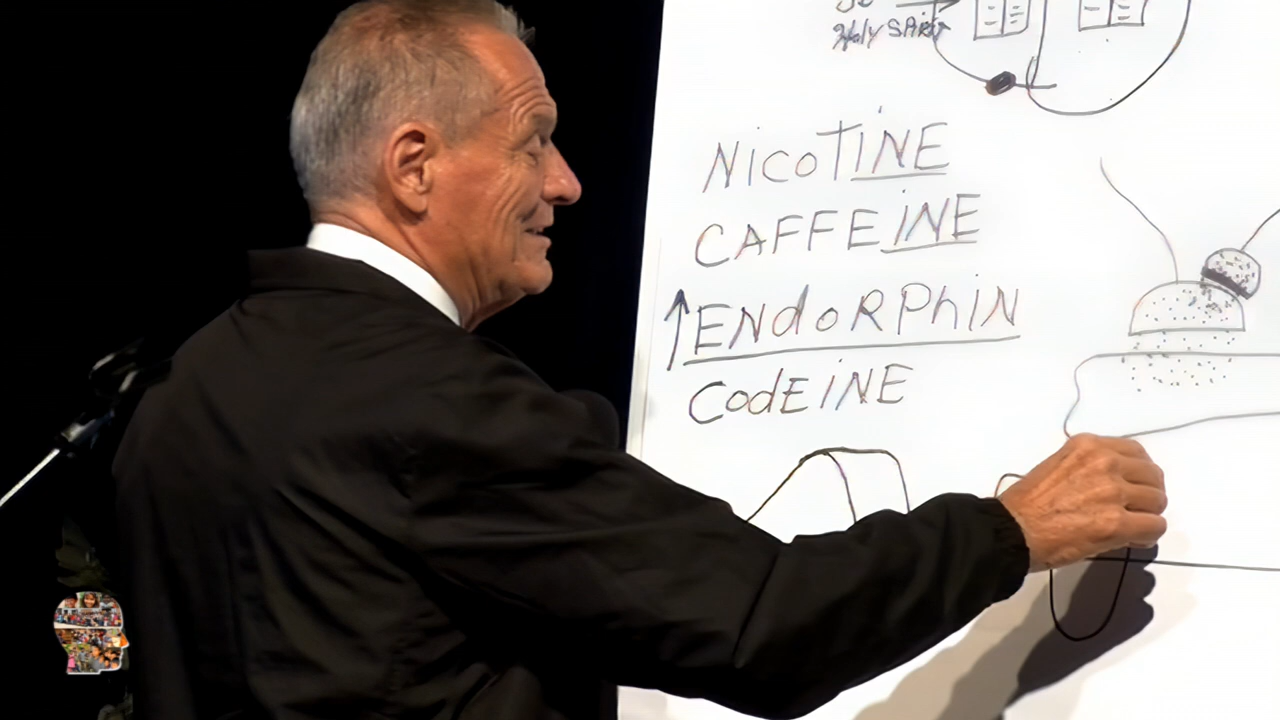 Holy SPiRiT
NicoTiNE
CAFFEiNE
↑ENdoRPhiN
CodEiNE